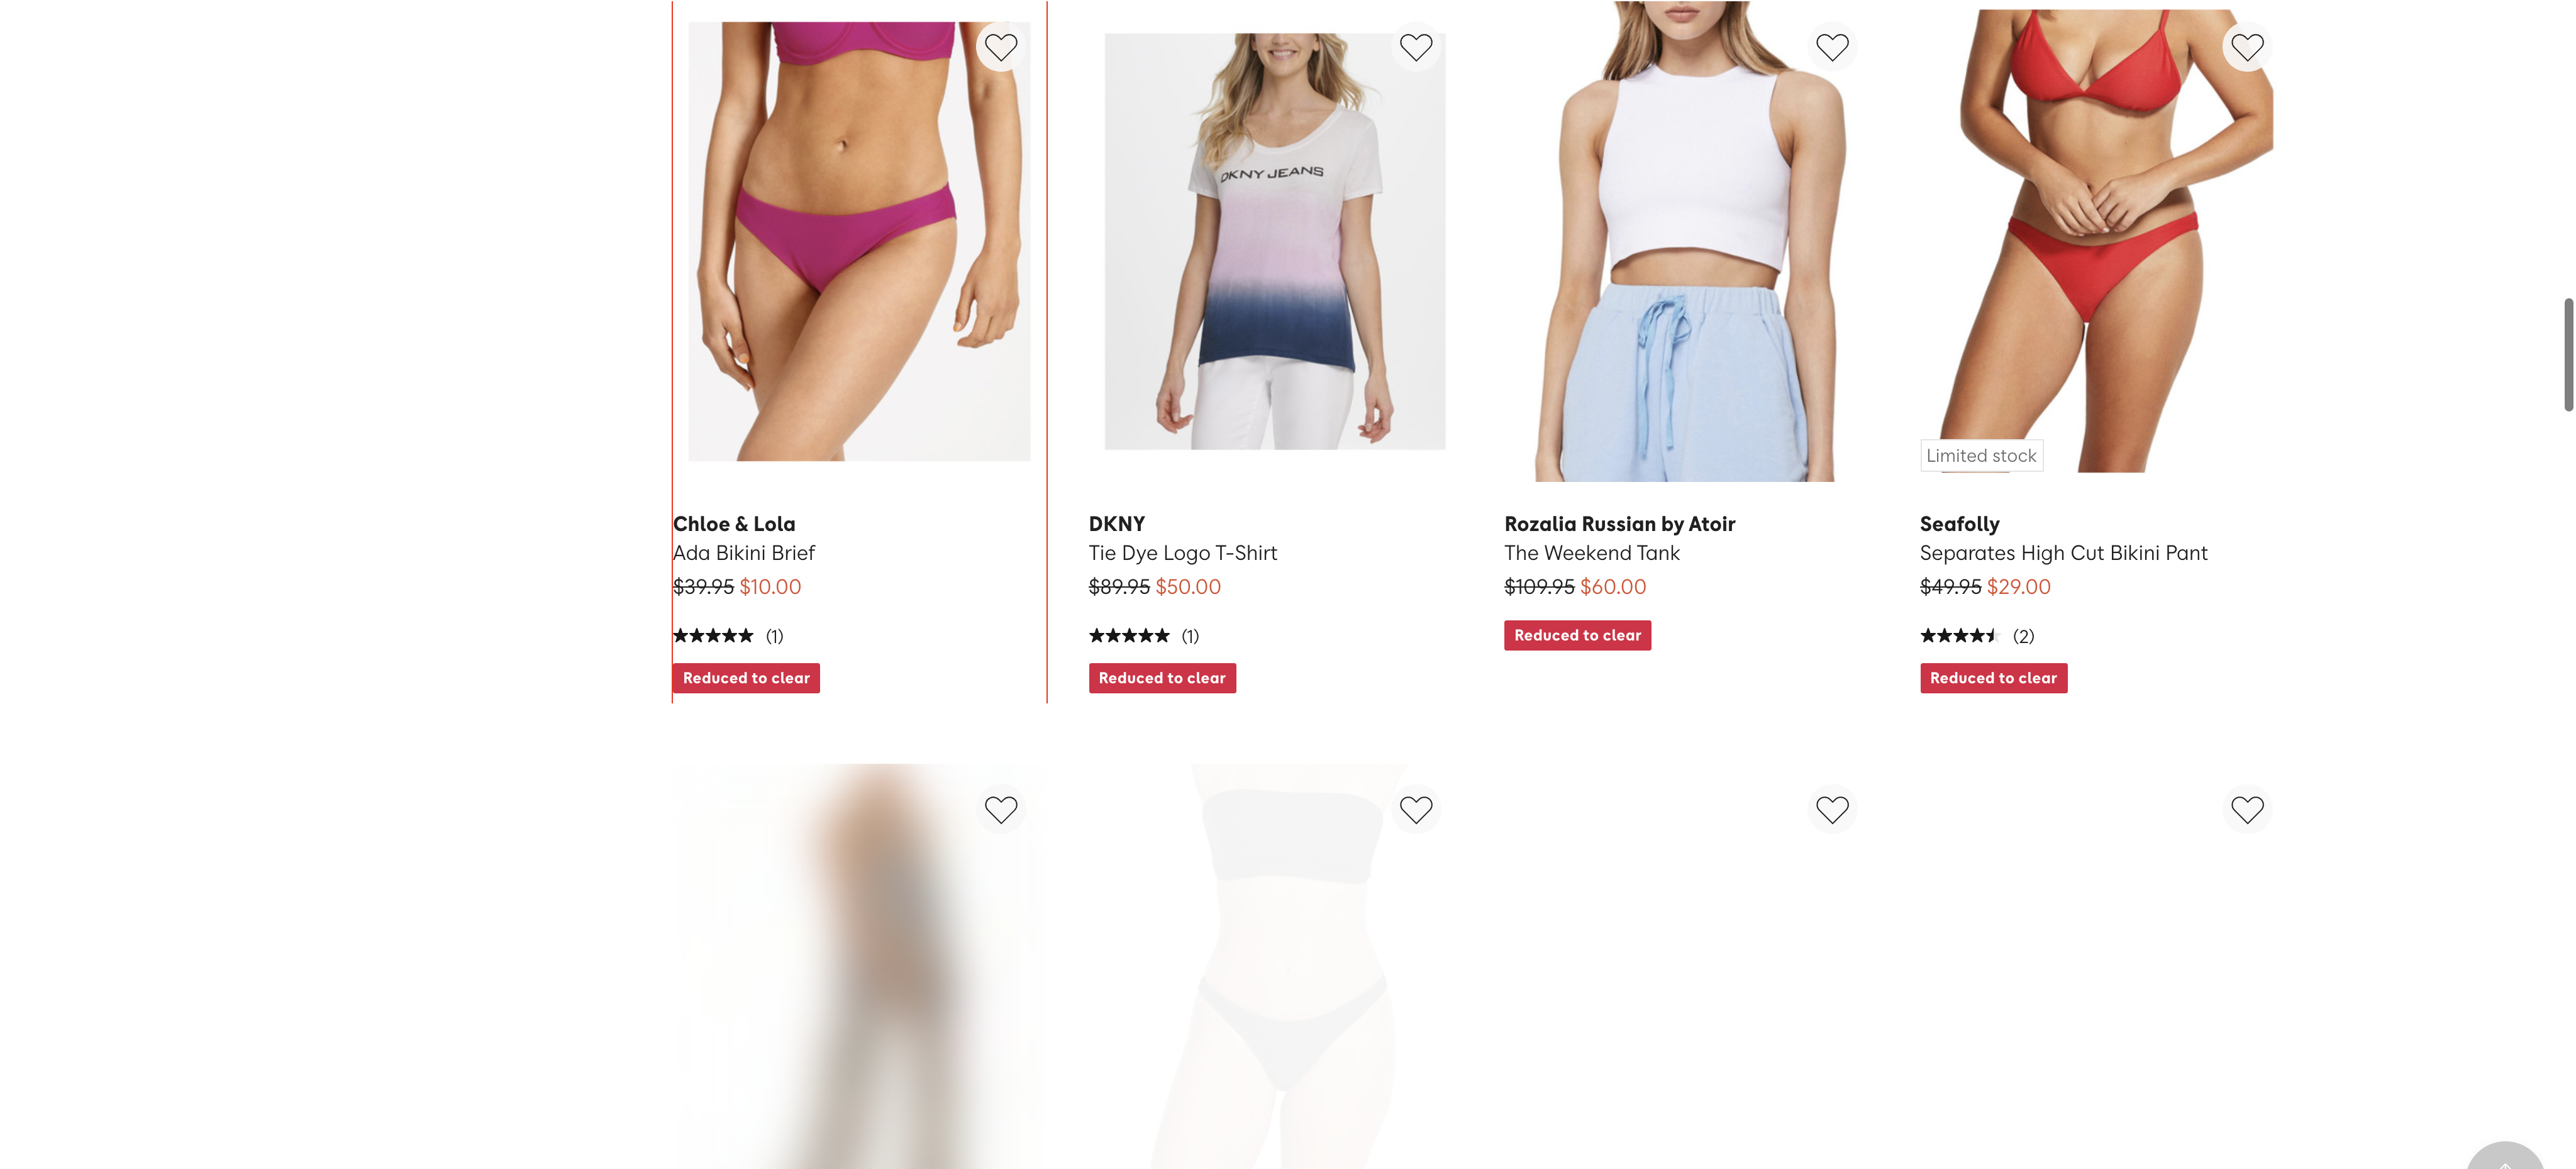 DKNY JEANS
Limited stock
Chloe & Lola
Ada Bikini Brief
$39.95 $10.00
★★★★★ (1)
Reduced to clear
DKNY
Tie Dye Logo T-Shirt
$89.95 $50.00
★★★★★ (1)
Reduced to clear
Rozalia Russian by Atoir
The Weekend Tank
$109.95 $60.00
Reduced to clear
Seafolly
Separates High Cut Bikini Pant
$49.95 $29.00
(2)
Reduced to clear